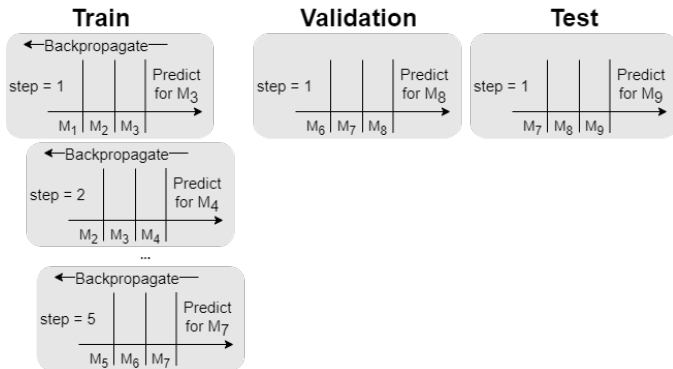 Train
Backpropagate
step = 1
Predict
for M3
M1 M2 M3
Backpropagate
step = 2
Predict
for M4
M2 M3 M4
...
Backpropagate
step = 5
Predict
for M7
M5 M6 M7
Validation
step = 1
Predict
for M8
M6 M7 M8
Test
step = 1
Predict
for M9
M7 M8 M9